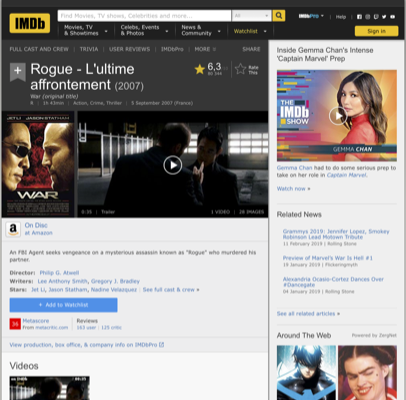 IMDb
Find Movies, TV shows, Celebrities and more...
All
IMDbPro
Help
Movies, TV
& Showtimes
Celebs, Events
& Photos
News &
Community
Watchlist
Sign in
FULL CAST AND CREW | TRIVIA | USER REVIEWS | IMDbPro | MORE
SHARE
Rogue - L'ultime
affrontement (2007)
War (original title)
R | 1h 43min | Action, Crime, Thriller | 5 September 2007 (France)
6,3
Rate
This
JET LI JASON STATHAM
WAR
0:35 | Trailer
1 VIDEO | 28 IMAGES
On Disc
at Amazon
An FBI Agent seeks vengeance on a mysterious assassin known as "Rogue" who murdered his
partner.
Director: Philip G. Atwell
Writers: Lee Anthony Smith, Gregory J. Bradley
Stars: Jet Li, Jason Statham, Nadine Velazquez | See full cast & crew »
+ Add to Watchlist
36
Metascore
From metacritic.com
Reviews
163 user | 125 critic
View production, box office, & company info on IMDbPro
Videos
Inside Gemma Chan's Intense
'Captain Marvel' Prep
THE
IMDb
SHOW
GEMMA CHAN
Gemma Chan had to do some serious prep to
take on her role in Captain Marvel.
Watch now »
Related News
Grammys 2019: Jennifer Lopez, Smokey
Robinson Lead Motown Tribute
11 February 2019 | Rolling Stone
Preview of Marvel's War Is Hell #1
19 January 2019 | Flickeringmyth
Alexandria Ocasio-Cortez Dances Over
#Dancegate
04 January 2019 | Rolling Stone
See all related articles »
Around The Web
Powered by ZergNet